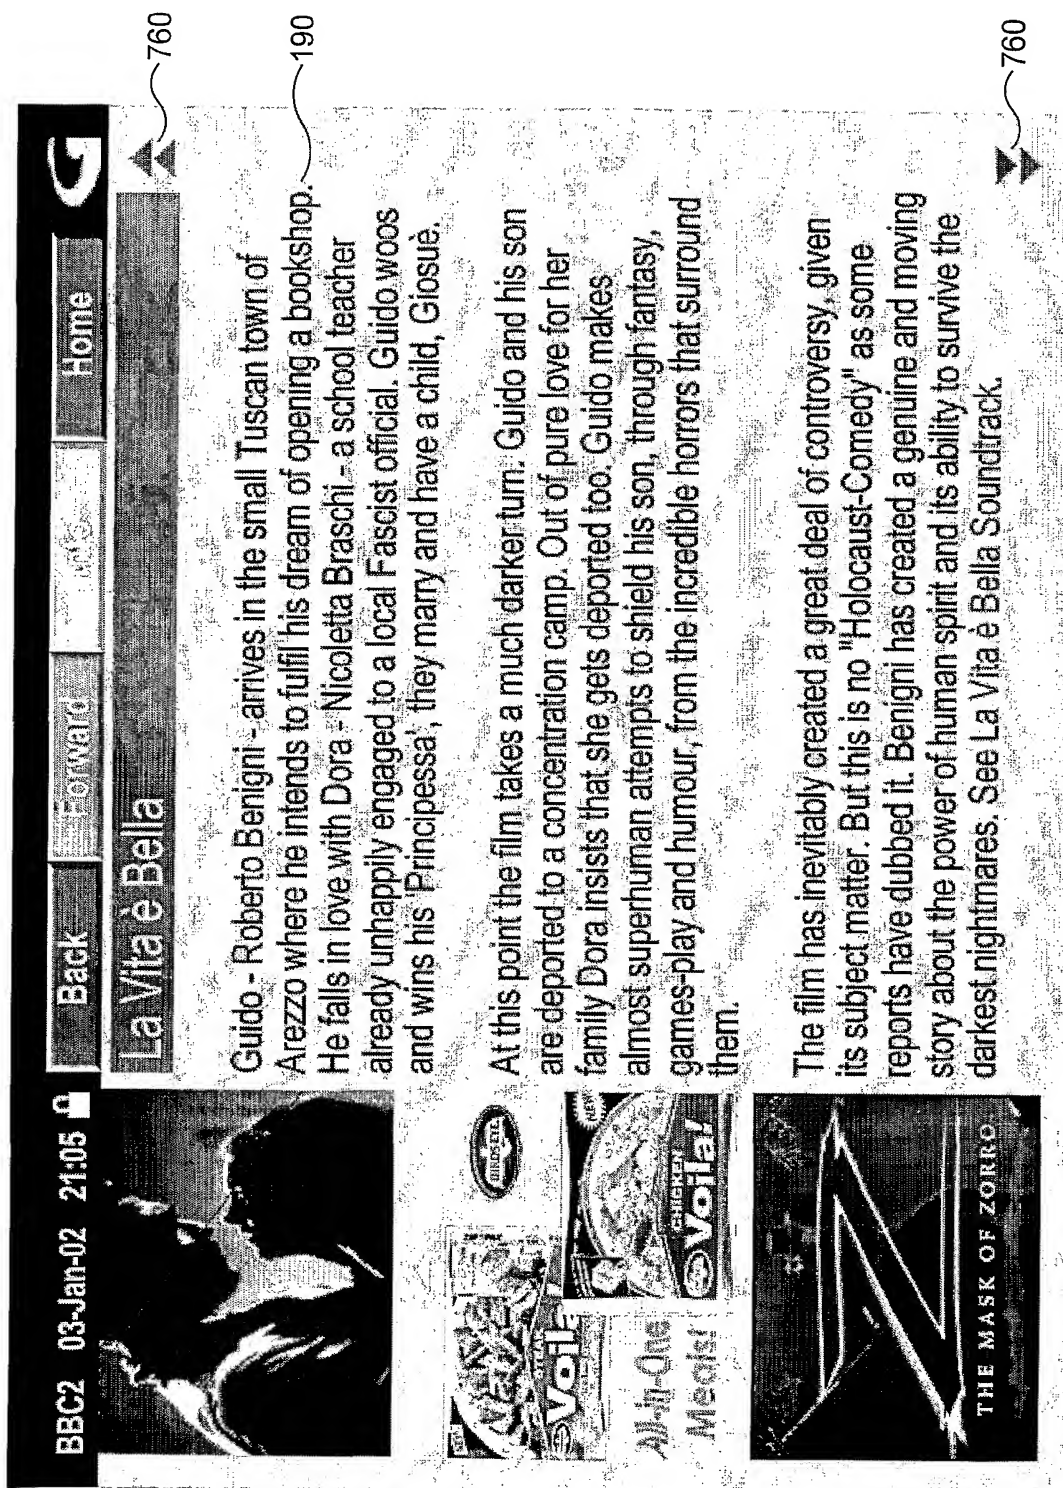 BBC2 03-Jan-02 21:05
Back Forward Home
La Vita è Bella
760
Guido - Roberto Benigni - arrives in the small Tuscan town of
Arezzo where he intends to fulfil his dream of opening a bookshop.
190
He falls in love with Dora - Nicoletta Braschi - a school teacher
already unhappily engaged to a local Fascist official. Guido woos
and wins his 'Principessa', they marry and have a child, Giosuè.
At this point the film takes a much darker turn. Guido and his son
are deported to a concentration camp. Out of pure love for her
family Dora insists that she gets deported too. Guido makes
almost superhuman attempts to shield his son, through fantasy,
games-play and humour, from the incredible horrors that surround
them.
The film has inevitably created a great deal of controversy, given
its subject matter. But this is no "Holocaust-Comedy" as some
reports have dubbed it. Benigni has created a genuine and moving
story about the power of human spirit and its ability to survive the
darkest nightmares. See La Vita è Bella Soundtrack.
760
BIRDS EYE
Voila!
NEW!
CHICKEN
Voila!
All-in-One
Meals!
THE MASK OF ZORRO